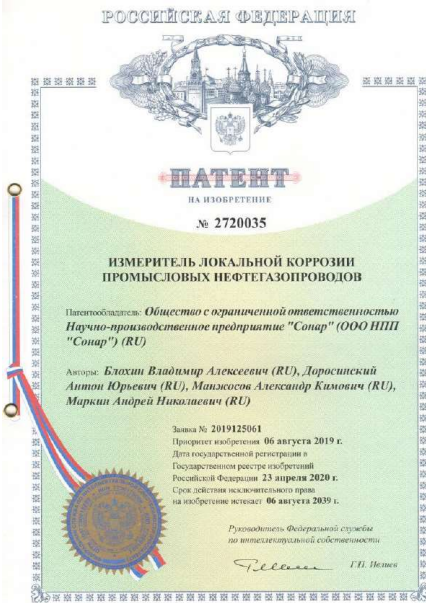 РОССИЙСКАЯ ФЕДЕРАЦИЯ
ПАТЕНТ
НА ИЗОБРЕТЕНИЕ
№ 2720035
ИЗМЕРИТЕЛЬ ЛОКАЛЬНОЙ КОРРОЗИИ
ПРОМЫСЛОВЫХ НЕФТЕГАЗОПРОВОДОВ
Патентообладатель: Общество с ограниченной ответственностью
Научно-производственное предприятие "Сонар" (ООО НПП
"Сонар") (RU)
Авторы: Блохин Владимир Алексеевич (RU), Доросинский
Антон Юрьевич (RU), Манжосов Александр Кимович (RU),
Маркин Андрей Николаевич (RU)
Заявка № 2019125061
Приоритет изобретения 06 августа 2019 г.
Дата государственной регистрации в
Государственном реестре изобретений
Российской Федерации 23 апреля 2020 г.
Срок действия исключительного права
на изобретение истекает 06 августа 2039 г.
Руководитель Федеральной службы
по интеллектуальной собственности
Г.П. Ивлиев